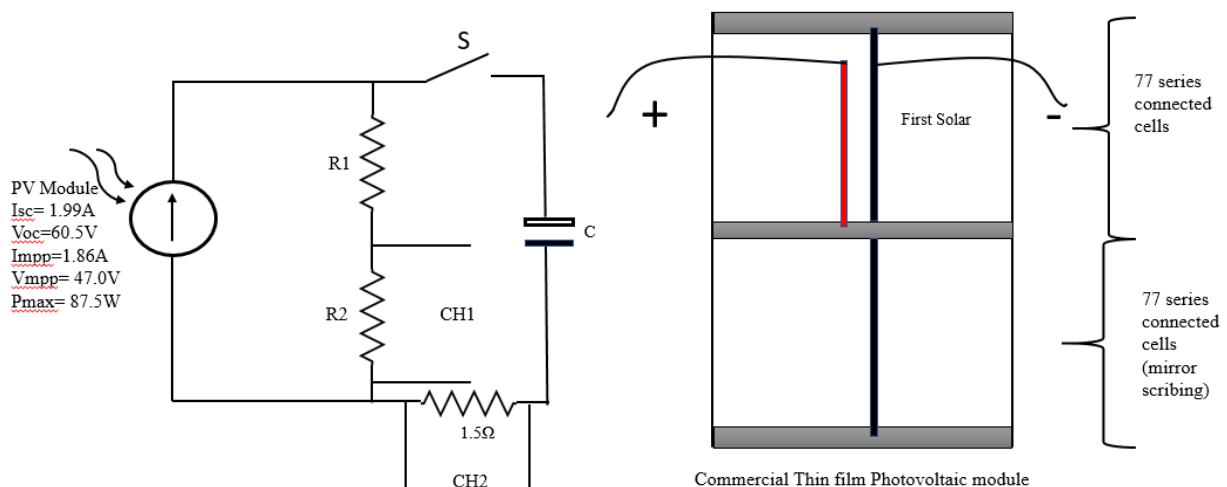 S
R1
PV Module
Isc= 1.99A
Voc=60.5V
Impp=1.86A
Vmpp= 47.0V
Pmax= 87.5W
C
R2
CH1
1.5Ω
CH2
+
-
First Solar
77 series
connected
cells
77 series
connected
cells
(mirror
scribing)
Commercial Thin film Photovoltaic module